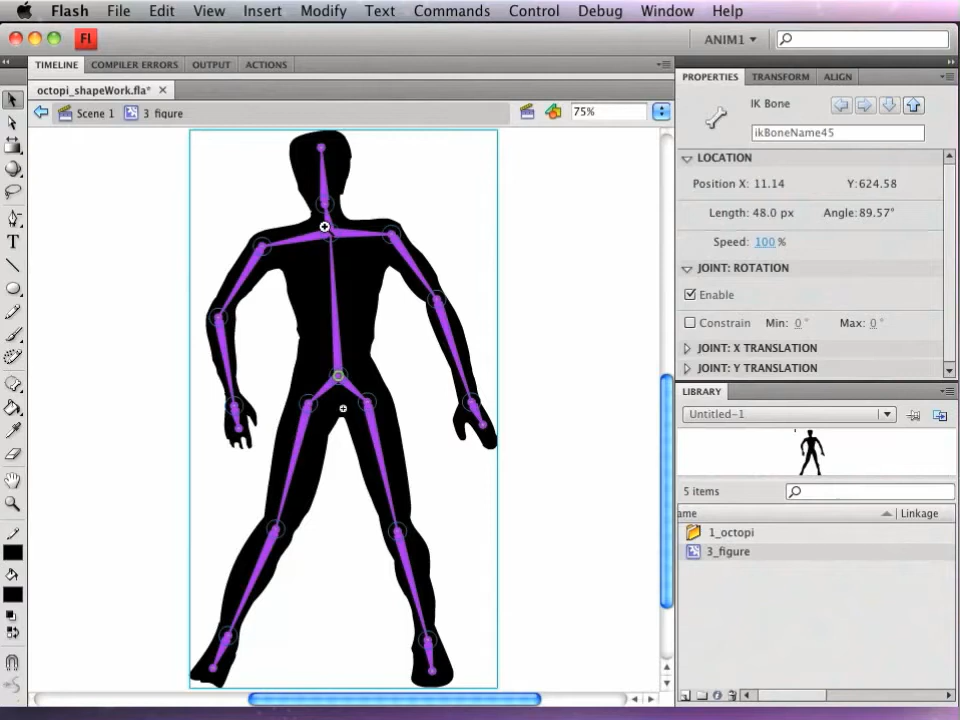 Flash File Edit View Insert Modify Text Commands Control Debug Window Help
Fl ANIM1
TIMELINE COMPILER ERRORS OUTPUT ACTIONS
octopi_shapeWork.fla*
Scene 1 3 figure 75%
T
PROPERTIES TRANSFORM ALIGN
IK Bone
ikBoneName45
LOCATION
Position X: 11.14 Y:624.58
Length: 48.0 px Angle:89.57°
Speed: 100 %
JOINT: ROTATION
Enable
Constrain Min: 0 ° Max: 0 °
JOINT: X TRANSLATION
JOINT: Y TRANSLATION
LIBRARY
Untitled-1
5 items
ame Linkage
1_octopi
3_figure